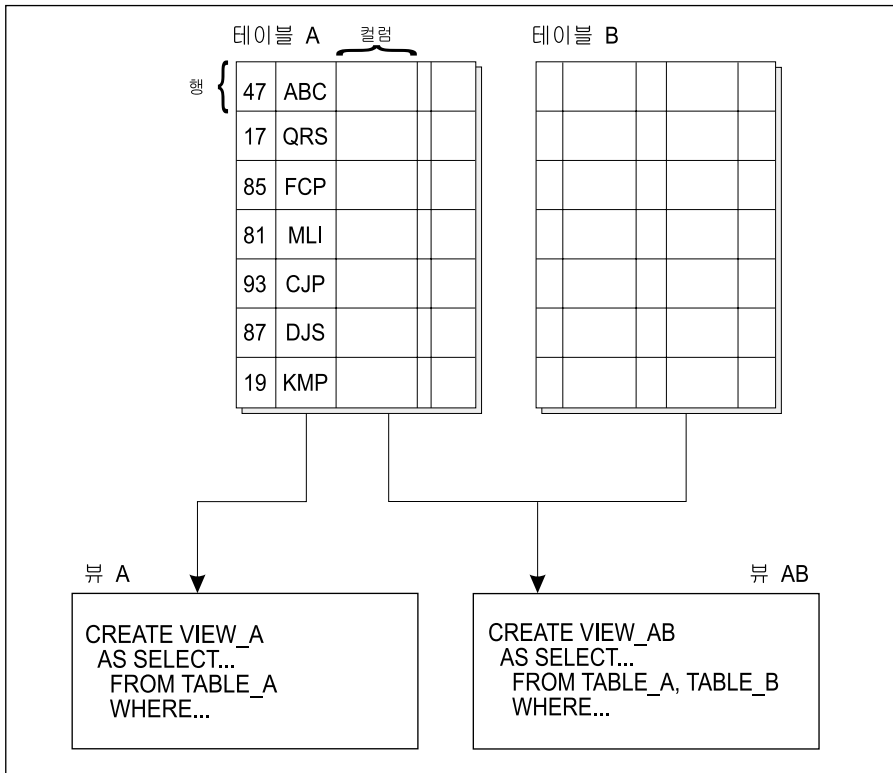 테이블 A
컬럼
테이블 B
행
47 ABC
17 QRS
85 FCP
81 MLI
93 CJP
87 DJS
19 KMP
뷰 A
뷰 AB
CREATE VIEW_A
AS SELECT...
FROM TABLE_A
WHERE...
CREATE VIEW_AB
AS SELECT...
FROM TABLE_A, TABLE_B
WHERE...